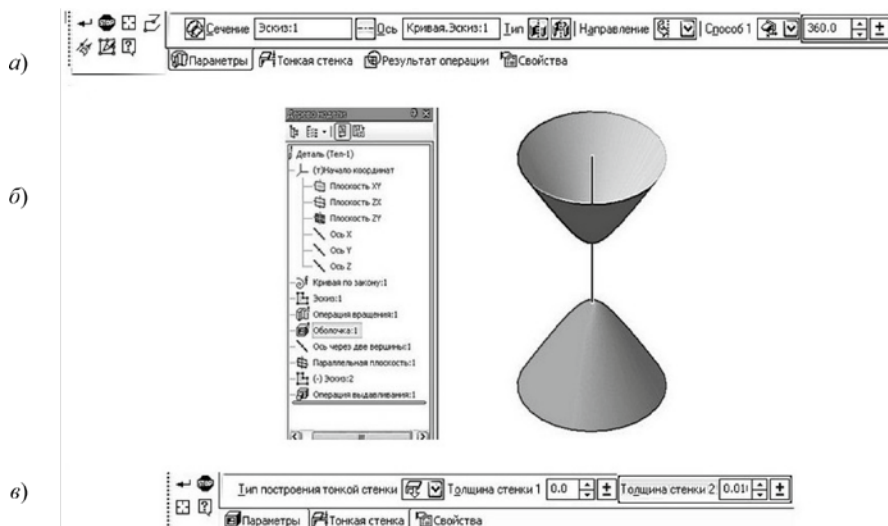 а)
Сечение Эскиз:1 Ось Кривая.Эскиз:1 Тип Направление Способ 1 360.0
Параметры Тонкая стенка Результат операции Свойства
б)
Дерево модели
Деталь (Тел-1)
(т)Начало координат
Плоскость XY
Плоскость ZX
Плоскость ZY
Ось X
Ось Y
Ось Z
Кривая по закону:1
Эскиз:1
Операция вращения:1
Оболочка:1
Ось через две вершины:1
Параллельная плоскость:1
(-) Эскиз:2
Операция выдавливания:1
в)
Тип построения тонкой стенки Толщина стенки 1 0.0 Толщина стенки 2
Параметры Тонкая стенка Свойства